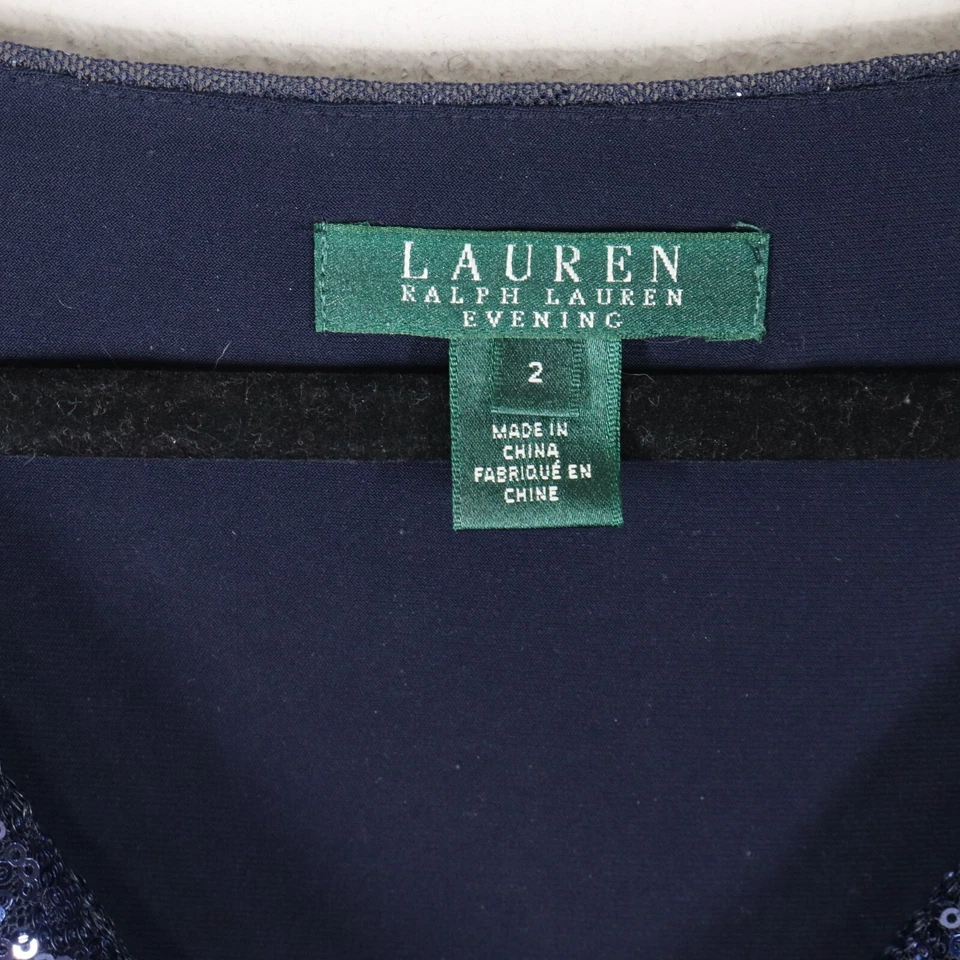 LAUREN
RALPH LAUREN
EVENING
2
MADE IN
CHINA
FABRIQUÉ EN
CHINE